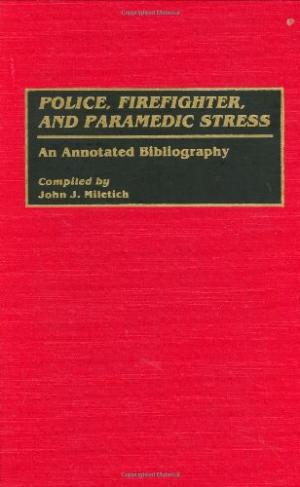 POLICE, FIREFIGHTER,
AND PARAMEDIC STRESS
An Annotated Bibliography
Compiled by
John J. Miletich